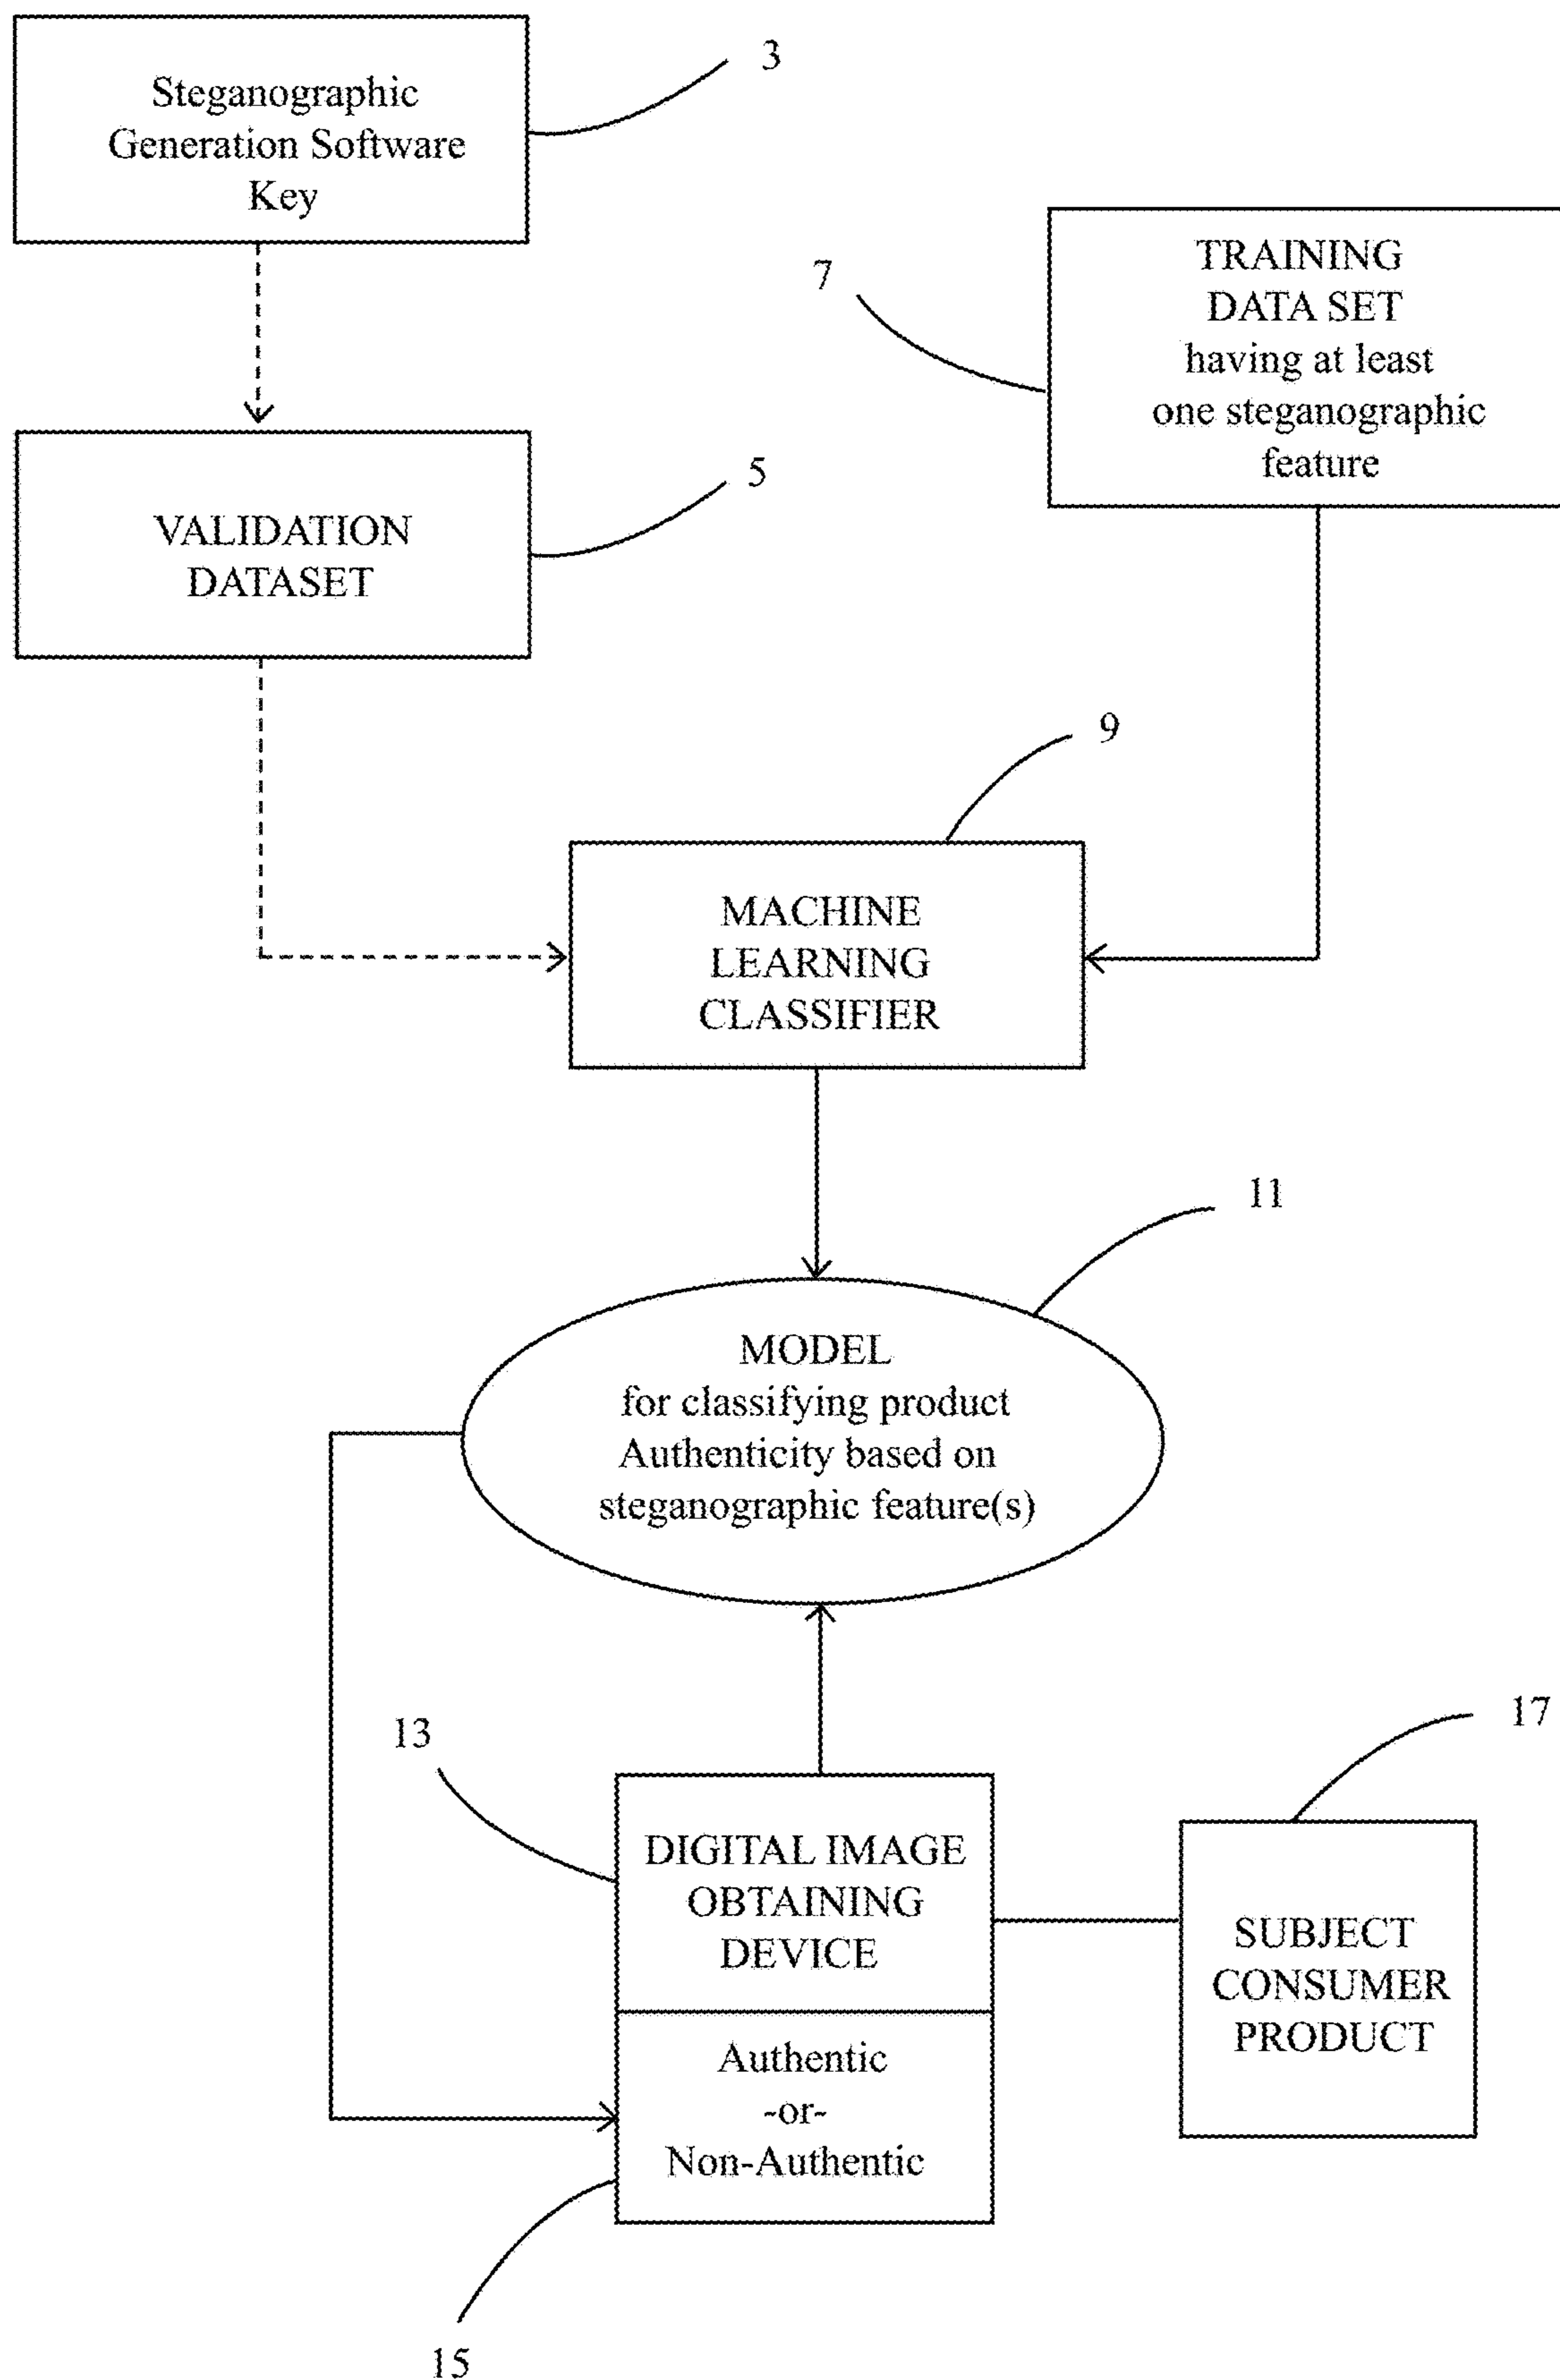 3
Steganographic
Generation Software
Key
7
TRAINING
DATA SET
having at least
one steganographic
feature
5
VALIDATION
DATASET
9
MACHINE
LEARNING
CLASSIFIER
11
MODEL
for classifying product
Authenticity based on
steganographic feature(s)
13
DIGITAL IMAGE
OBTAINING
DEVICE
17
SUBJECT
CONSUMER
PRODUCT
Authentic
-or-
Non-Authentic
15